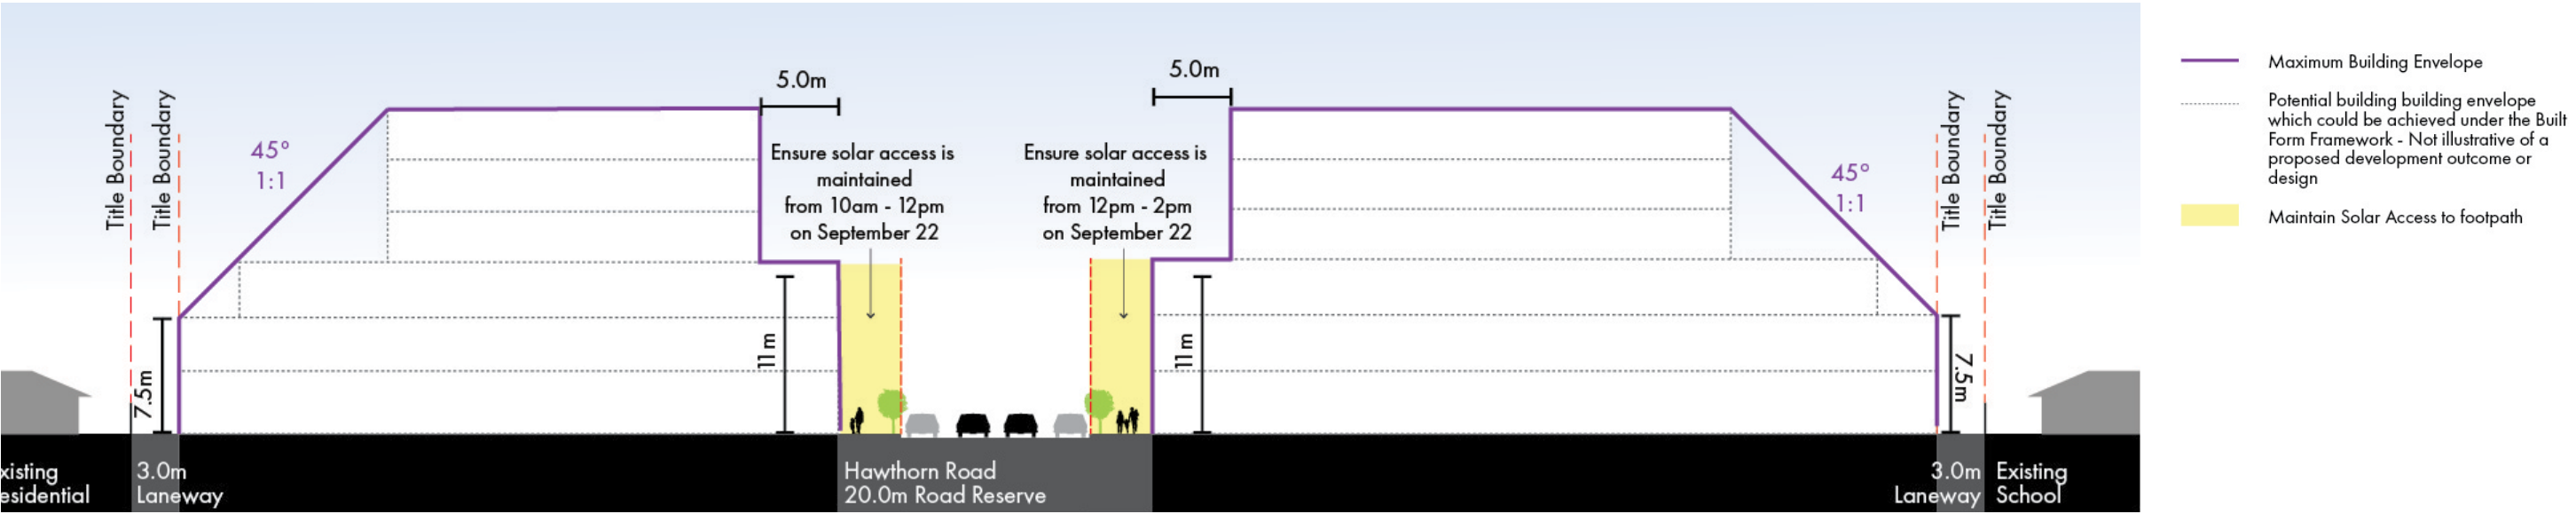 5.0m
5.0m
Title Boundary
Title Boundary
45°
1:1
Ensure solar access is
maintained
from 10am - 12pm
on September 22
Ensure solar access is
maintained
from 12pm - 2pm
on September 22
45°
1:1
Title Boundary
Title Boundary
7.5m
11m
11m
7.5m
xisting
esidential
3.0m
Laneway
Hawthorn Road
20.0m Road Reserve
3.0m
Laneway
Existing
School
Maximum Building Envelope
Potential building building envelope
which could be achieved under the Built
Form Framework - Not illustrative of a
proposed development outcome or
design
Maintain Solar Access to footpath